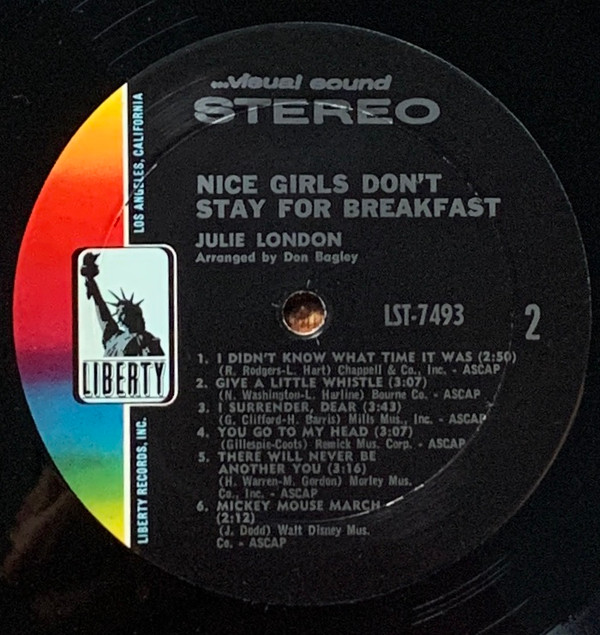 ...visual sound
STEREO
NICE GIRLS DON'T
STAY FOR BREAKFAST
JULIE LONDON
Arranged by Don Bagley
LST-7493
2
1. I DIDN'T KNOW WHAT TIME IT WAS (2:50)
(R. Rodgers-L. Hart) Chappell & Co., Inc. - ASCAP
2. GIVE A LITTLE WHISTLE (3:07)
(N. Washington-L. Harline) Bourne Co. - ASCAP
3. I SURRENDER, DEAR (3:43)
(G. Clifford-H. Barris) Mills Mus., Inc. - ASCAP
4. YOU GO TO MY HEAD (3:07)
(Gillespie-Coots) Remick Mus. Corp. - ASCAP
5. THERE WILL NEVER BE
ANOTHER YOU (3:16)
(H. Warren-M. Gordon) Morley Mus.
Co., Inc. - ASCAP
6. MICKEY MOUSE MARCH
(2:12)
(J. Dodd) Walt Disney Mus.
Co. - ASCAP
LIBERTY
LIBERTY RECORDS, INC.
LOS ANGELES, CALIFORNIA